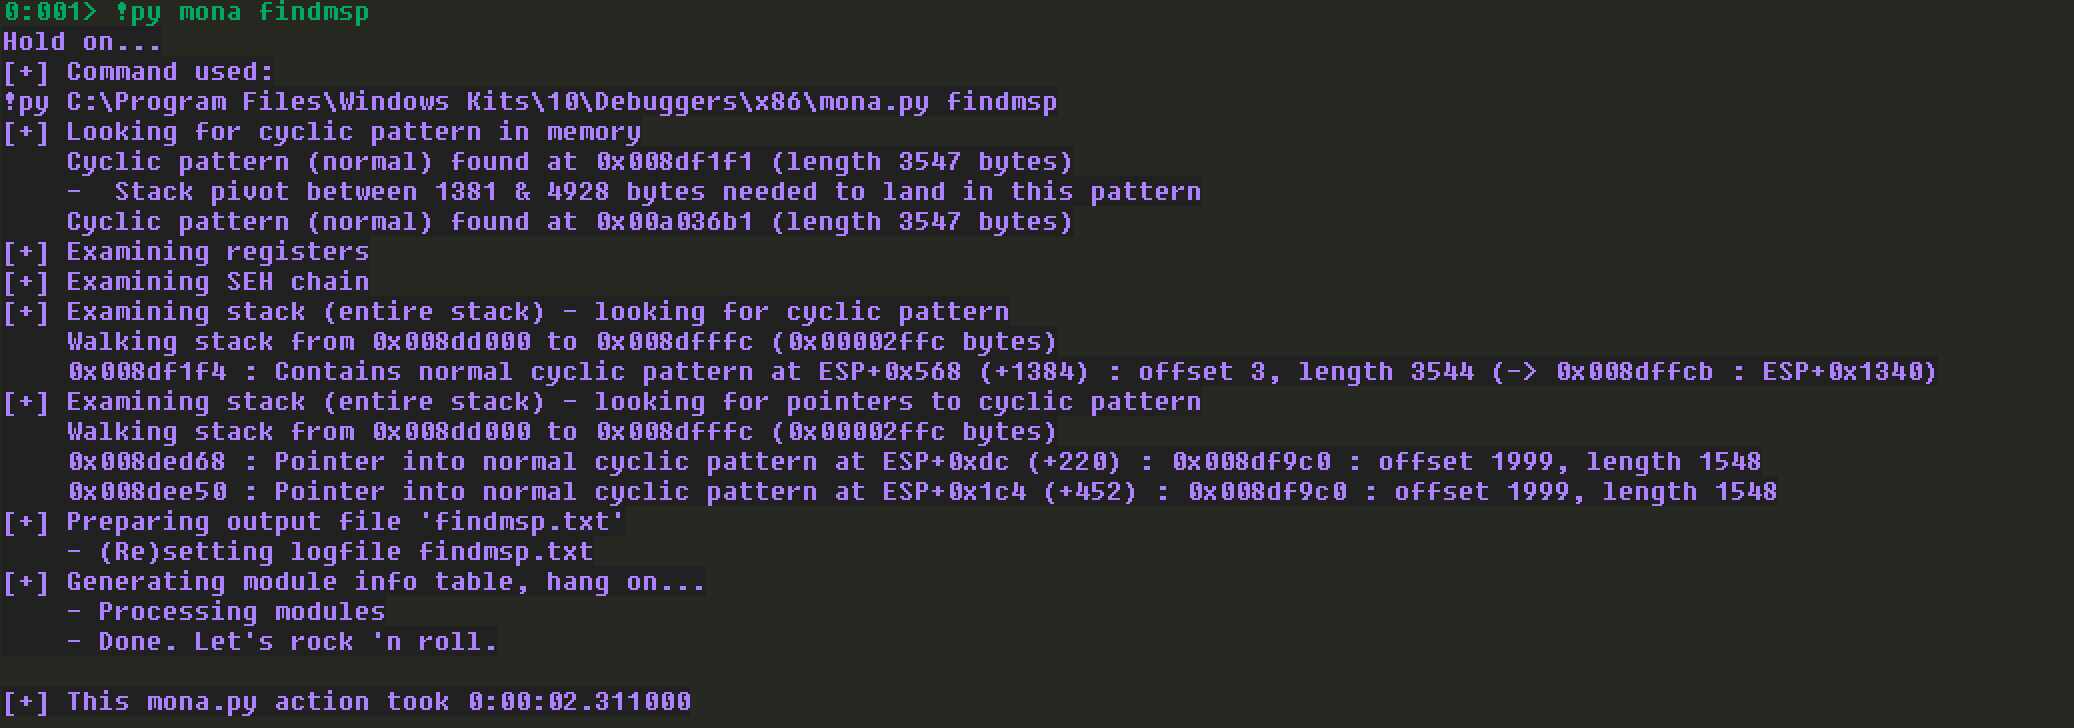 0:001> !py mona findmsp
Hold on...
[+] Command used:
!py C:\Program Files\Windows Kits\10\Debuggers\x86\mona.py findmsp
[+] Looking for cyclic pattern in memory
    Cyclic pattern (normal) found at 0x008df1f1 (length 3547 bytes)
    -  Stack pivot between 1381 & 4928 bytes needed to land in this pattern
    Cyclic pattern (normal) found at 0x00a036b1 (length 3547 bytes)
[+] Examining registers
[+] Examining SEH chain
[+] Examining stack (entire stack) - looking for cyclic pattern
    Walking stack from 0x008dd000 to 0x008dfffc (0x00002ffc bytes)
    0x008df1f4 : Contains normal cyclic pattern at ESP+0x568 (+1384) : offset 3, length 3544 (-> 0x008dffcb : ESP+0x1340)
[+] Examining stack (entire stack) - looking for pointers to cyclic pattern
    Walking stack from 0x008dd000 to 0x008dfffc (0x00002ffc bytes)
    0x008ded68 : Pointer into normal cyclic pattern at ESP+0xdc (+220) : 0x008df9c0 : offset 1999, length 1548
    0x008dee50 : Pointer into normal cyclic pattern at ESP+0x1c4 (+452) : 0x008df9c0 : offset 1999, length 1548
[+] Preparing output file 'findmsp.txt'
    - (Re)setting logfile findmsp.txt
[+] Generating module info table, hang on...
    - Processing modules
    - Done. Let's rock 'n roll.
[+] This mona.py action took 0:00:02.311000